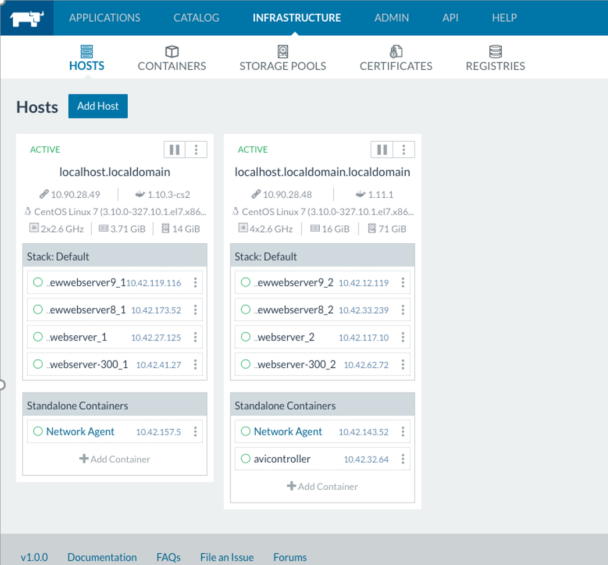 APPLICATIONS CATALOG INFRASTRUCTURE ADMIN API HELP
HOSTS CONTAINERS STORAGE POOLS CERTIFICATES REGISTRIES
Hosts Add Host
ACTIVE
localhost.localdomain
10.90.28.49 1.10.3-cs2
CentOS Linux 7 (3.10.0-327.10.1.el7.x86...
2x2.6 GHz 3.71 GiB 14 GiB
Stack: Default
..ewwebserver9_1 10.42.119.116
..ewwebserver8_1 10.42.173.52
..webserver_1 10.42.27.125
..webserver-300_1 10.42.41.27
Standalone Containers
Network Agent 10.42.157.5
Add Container
ACTIVE
localhost.localdomain.localdomain
10.90.28.48 1.11.1
CentOS Linux 7 (3.10.0-327.10.1.el7.x86...
4x2.6 GHz 16 GiB 71 GiB
Stack: Default
..ewwebserver9_2 10.42.12.119
..ewwebserver8_2 10.42.33.239
..webserver_2 10.42.117.10
..webserver-300_2 10.42.62.72
Standalone Containers
Network Agent 10.42.143.52
avicontroller 10.42.32.64
Add Container
v1.0.0 Documentation FAQs File an Issue Forums